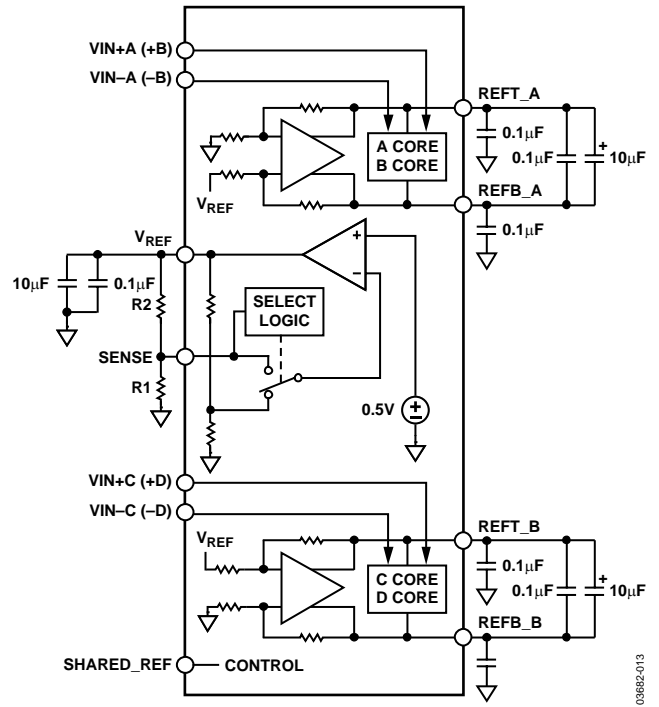 VIN+A (+B)
VIN–A (–B)
REFT_A
0.1µF
A CORE
B CORE
0.1µF
+
10µF
VREF
REFB_A
0.1µF
VREF
+
–
10µF
0.1µF
R2
SELECT
LOGIC
SENSE
R1
0.5V
+
–
VIN+C (+D)
VIN–C (–D)
REFT_B
VREF
0.1µF
C CORE
D CORE
0.1µF
+
10µF
REFB_B
SHARED_REF
CONTROL
03682-013